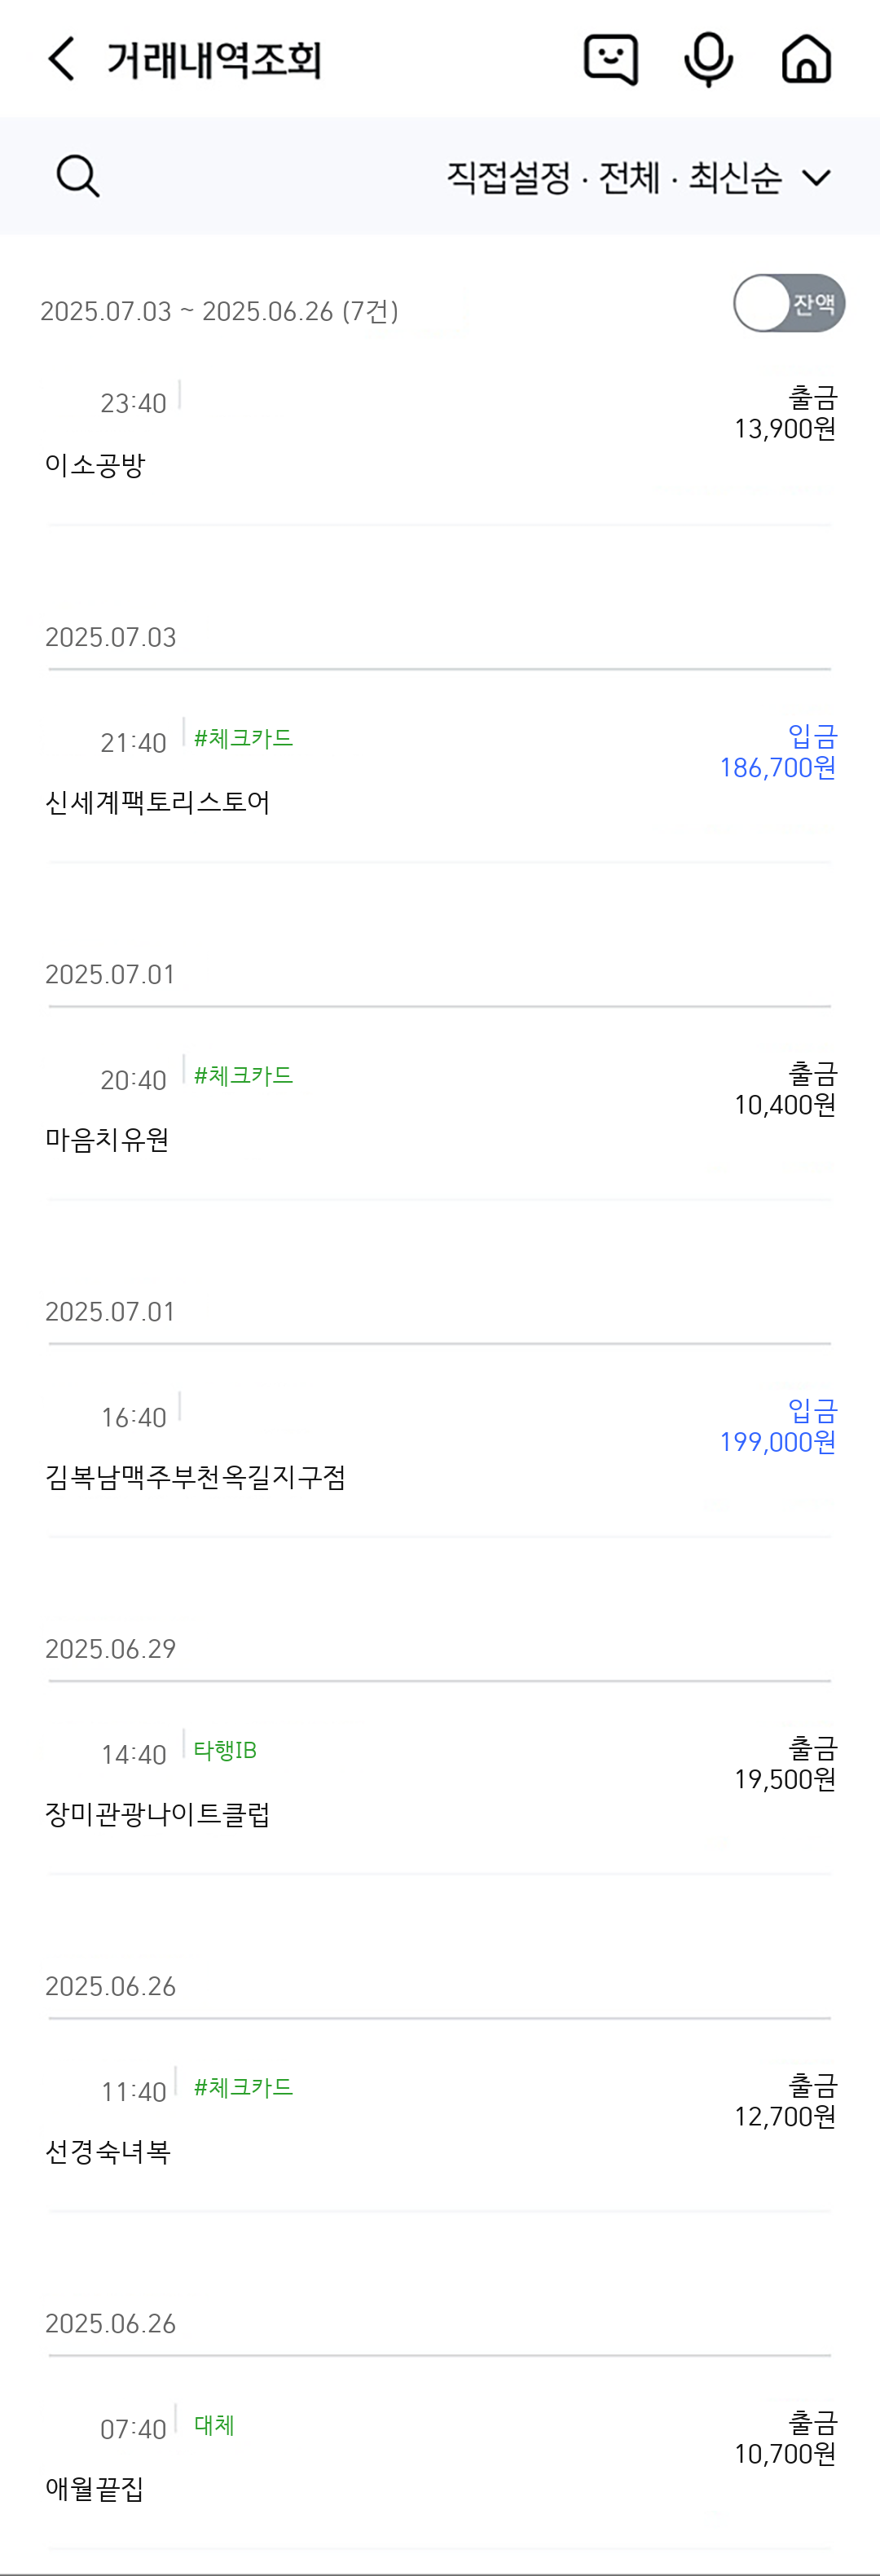 거래내역조회
직접설정 · 전체 · 최신순
2025.07.03 ~ 2025.06.26 (7건)
잔액
23:40
출금
13,900원
이소공방
2025.07.03
21:40 #체크카드
입금
186,700원
신세계팩토리스토어
2025.07.01
20:40 #체크카드
출금
10,400원
마음치유원
2025.07.01
16:40
입금
199,000원
김복남맥주부천옥길지구점
2025.06.29
14:40 타행IB
출금
19,500원
장미관광나이트클럽
2025.06.26
11:40 #체크카드
출금
12,700원
선경숙녀복
2025.06.26
07:40 대체
출금
10,700원
애월끝집